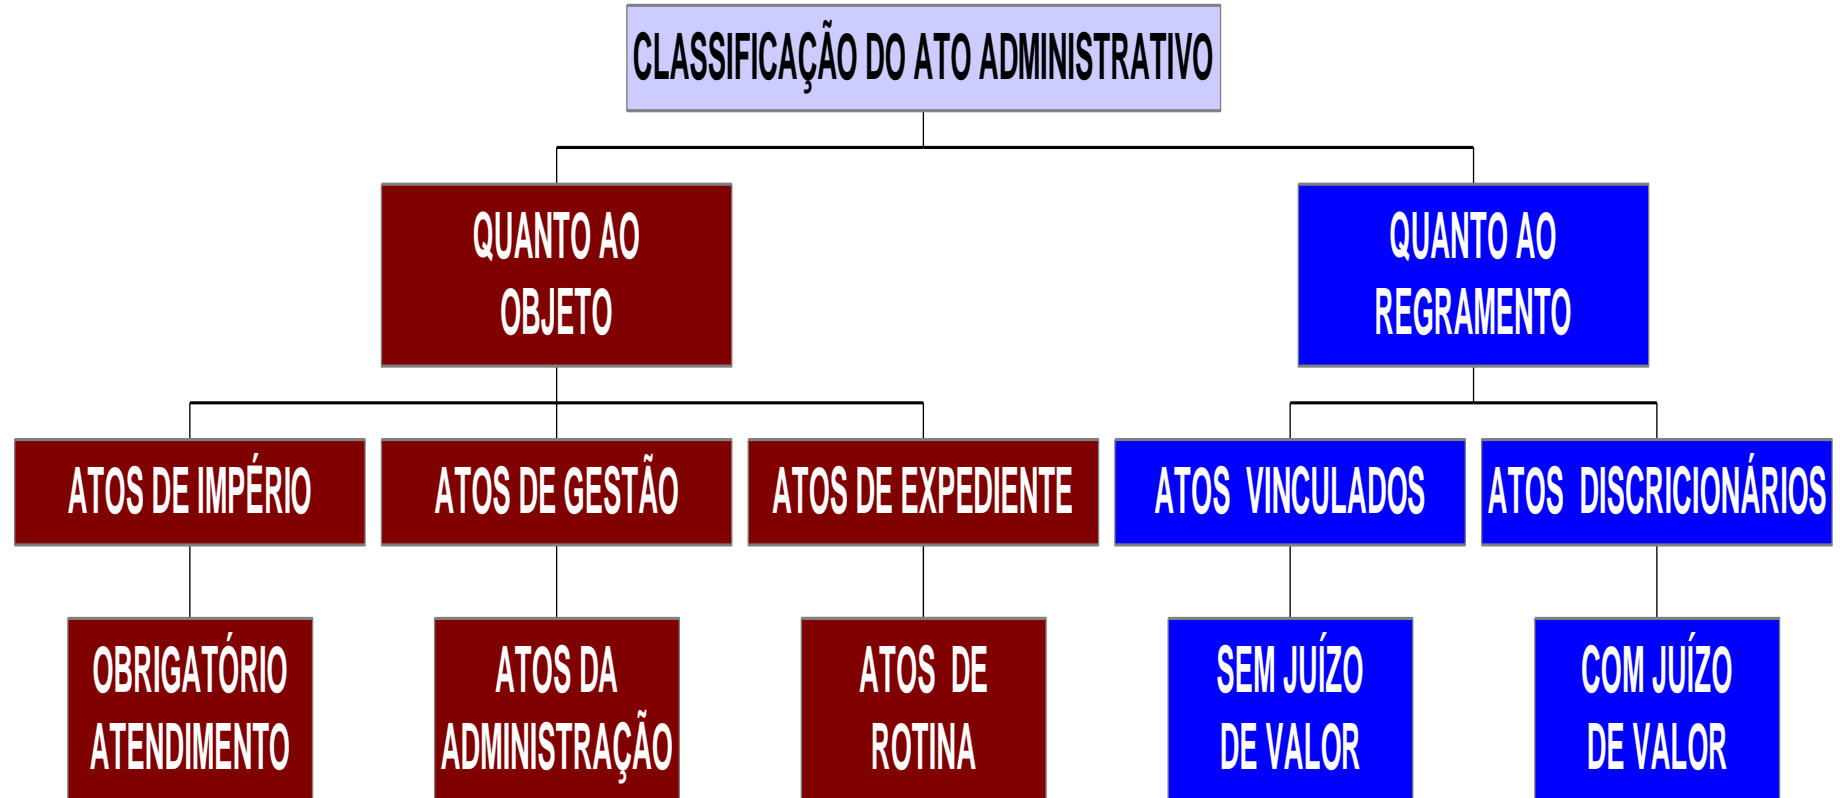 CLASSIFICAÇÃO DO ATO ADMINISTRATIVO
QUANTO AO
OBJETO
QUANTO AO
REGRAMENTO
ATOS DE IMPÉRIO
ATOS DE GESTÃO
ATOS DE EXPEDIENTE
ATOS VINCULADOS
ATOS DISCRICIONÁRIOS
OBRIGATÓRIO
ATENDIMENTO
ATOS DA
ADMINISTRAÇÃO
ATOS DE
ROTINA
SEM JUÍZO
DE VALOR
COM JUÍZO
DE VALOR